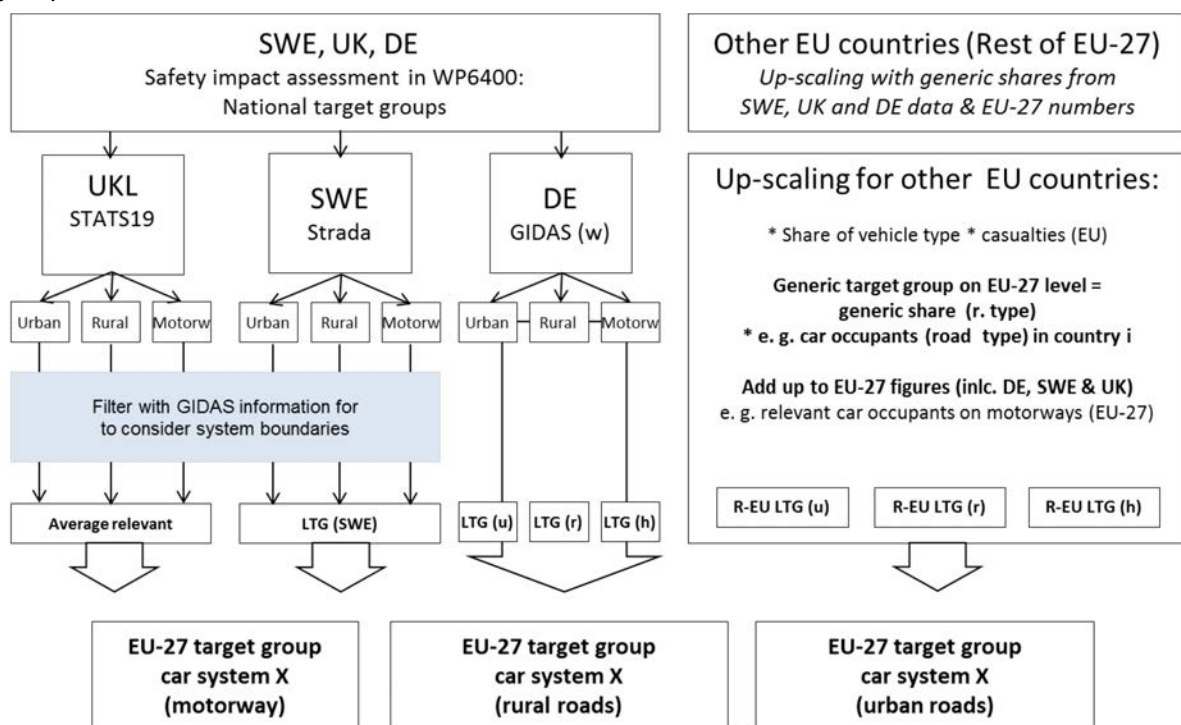 SWE, UK, DE
Safety impact assessment in WP6400:
National target groups
Other EU countries (Rest of EU-27)
Up-scaling with generic shares from
SWE, UK and DE data & EU-27 numbers
UKL
STATS19
SWE
Strada
DE
GIDAS (w)
Urban
Rural
Motorw
Urban
Rural
Motorw
Urban
Rural
Motorw
Filter with GIDAS information for
to consider system boundaries
Average relevant
LTG (SWE)
LTG (u)
LTG (r)
LTG (h)
Up-scaling for other EU countries:
* Share of vehicle type * casualties (EU)
Generic target group on EU-27 level =
generic share (r. type)
* e. g. car occupants (road type) in country i
Add up to EU-27 figures (inlc. DE, SWE & UK)
e. g. relevant car occupants on motorways (EU-27)
R-EU LTG (u)
R-EU LTG (r)
R-EU LTG (h)
EU-27 target group
car system X
(motorway)
EU-27 target group
car system X
(rural roads)
EU-27 target group
car system X
(urban roads)